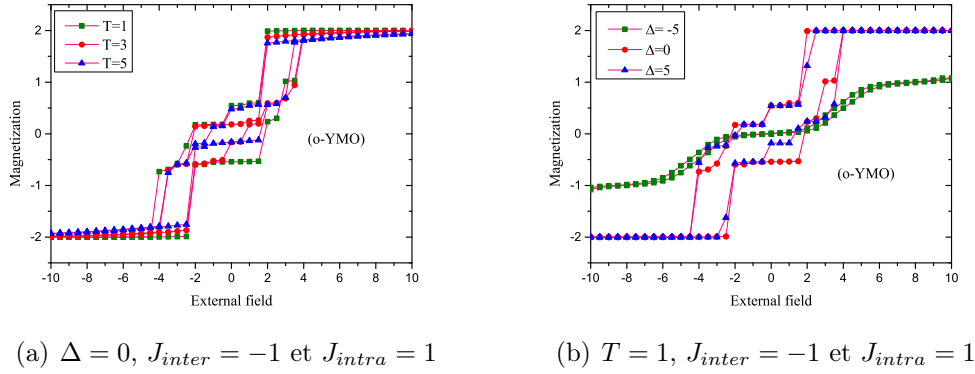 T=1
T=3
T=5
Magnetization
2
1
0
-1
-2
(o-YMO)
-10 -8 -6 -4 -2 0 2 4 6 8 10
External field
(a) Δ = 0, J_inter = −1 et J_intra = 1
Δ= -5
Δ=0
Δ=5
Magnetization
2
1
0
-1
-2
(o-YMO)
-10 -8 -6 -4 -2 0 2 4 6 8 10
External field
(b) T = 1, J_inter = −1 et J_intra = 1